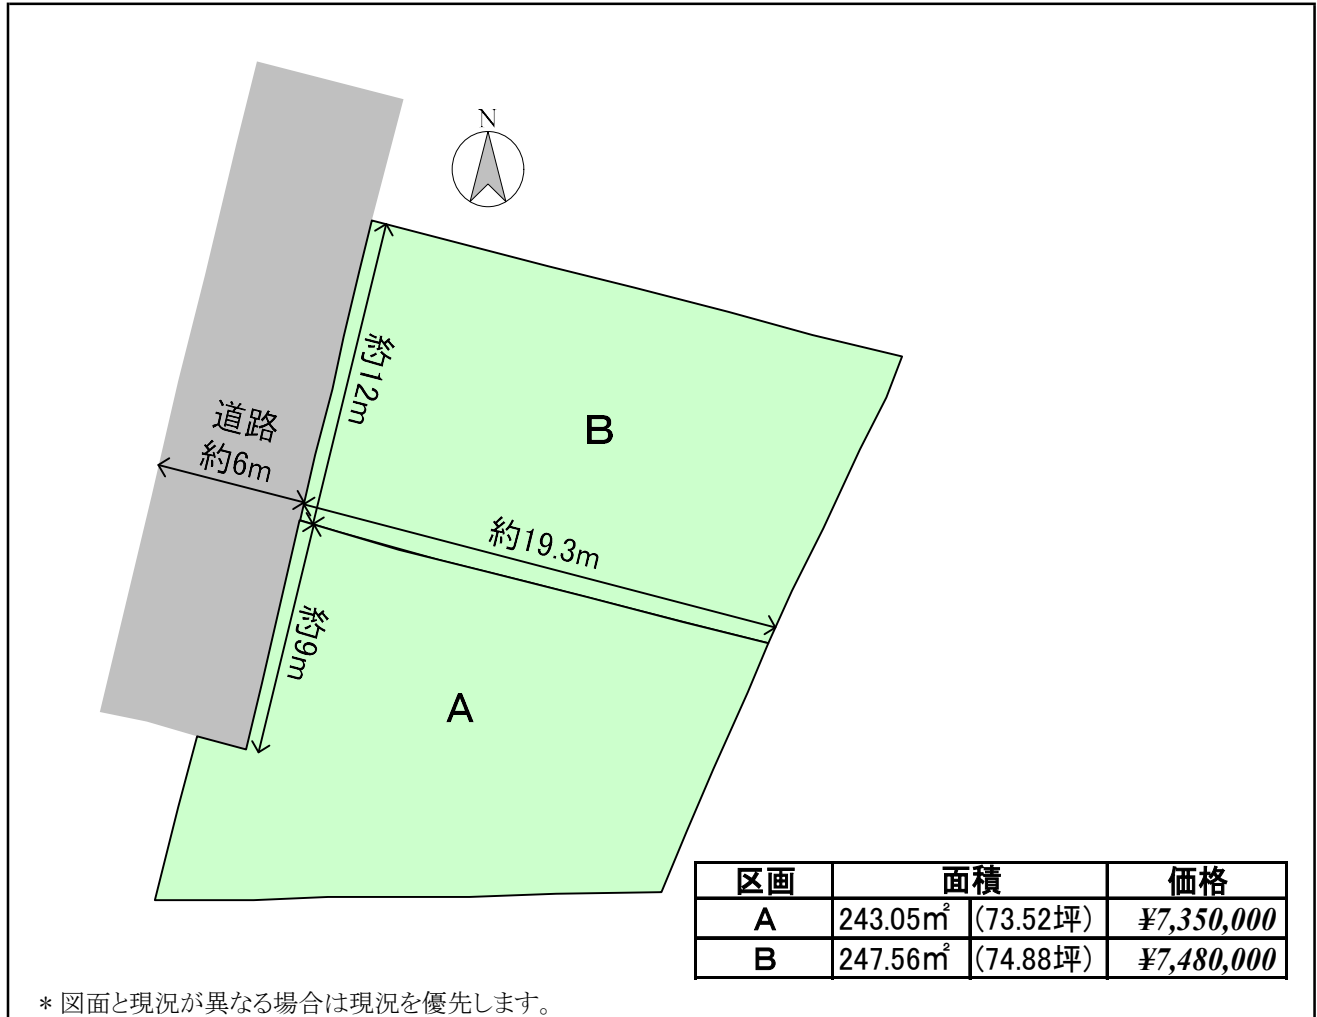 N
約12m
道路
約6m
B
約19.3m
約9m
A
区画 面積 価格
A 243.05㎡ (73.52坪) ¥7,350,000
B 247.56㎡ (74.88坪) ¥7,480,000
* 図面と現況が異なる場合は現況を優先します。